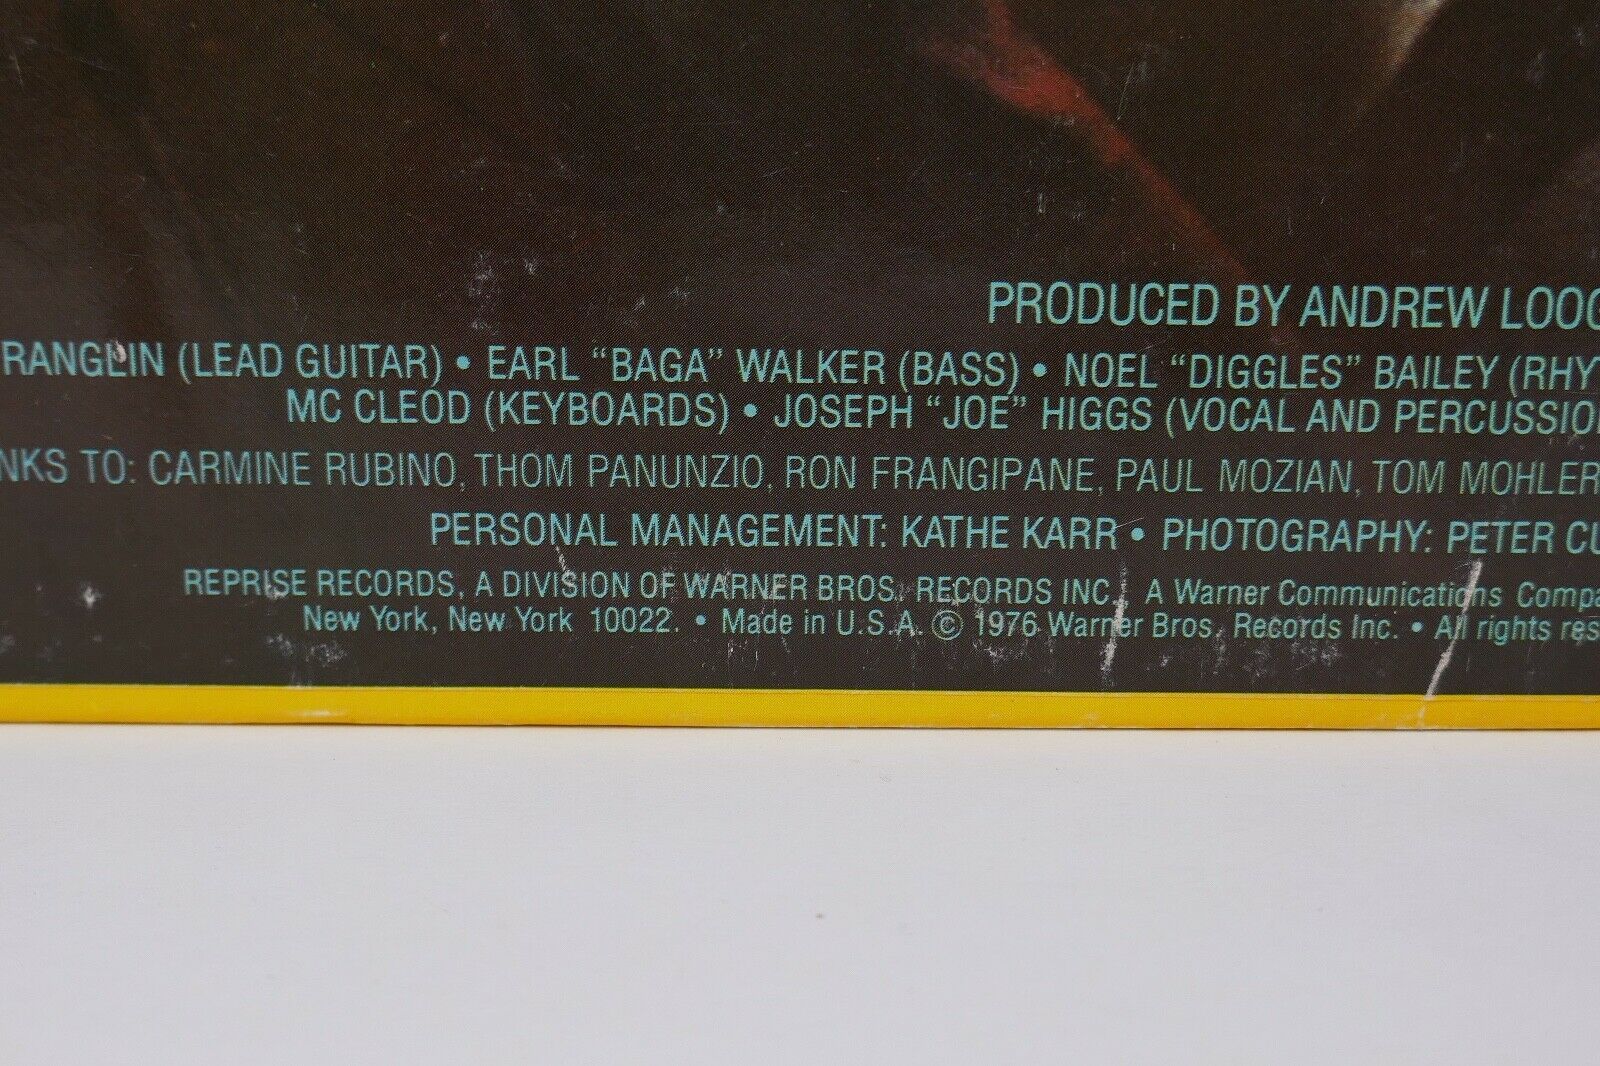 PRODUCED BY ANDREW LOOG
RANGLIN (LEAD GUITAR) • EARL “BAGA” WALKER (BASS) • NOEL “DIGGLES” BAILEY (RHYT
MC CLEOD (KEYBOARDS) • JOSEPH “JOE” HIGGS (VOCAL AND PERCUSSION
NKS TO: CARMINE RUBINO, THOM PANUNZIO, RON FRANGIPANE, PAUL MOZIAN, TOM MOHLER
PERSONAL MANAGEMENT: KATHE KARR • PHOTOGRAPHY: PETER CU
REPRISE RECORDS, A DIVISION OF WARNER BROS. RECORDS INC., A Warner Communications Compa
New York, New York 10022. • Made in U.S.A. © 1976 Warner Bros. Records Inc. • All rights res